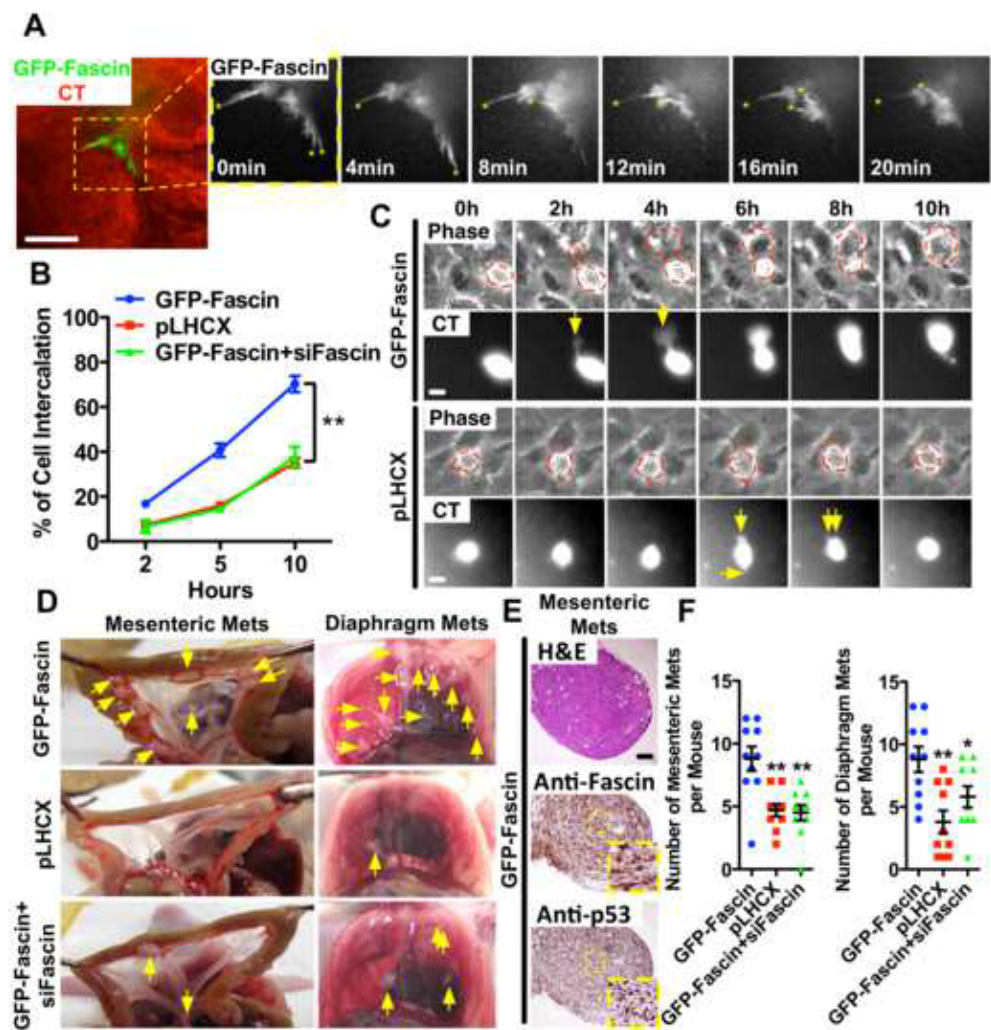 A
GFP-Fascin
CT
GFP-Fascin
0min
4min
8min
12min
16min
20min
B
GFP-Fascin
pLHCX
GFP-Fascin+siFascin
% of Cell Intercalation
100
80
60
40
20
0
**
2
5
10
Hours
C
0h
2h
4h
6h
8h
10h
GFP-Fascin
Phase
CT
pLHCX
Phase
CT
D
Mesenteric Mets
Diaphragm Mets
GFP-Fascin
pLHCX
GFP-Fascin+
siFascin
E
Mesenteric
Mets
GFP-Fascin
H&E
Anti-Fascin
Anti-p53
F
Number of Mesenteric Mets
per Mouse
15
10
5
0
**
**
GFP-Fascin
pLHCX
GFP-Fascin+siFascin
Number of Diaphragm Mets
per Mouse
15
10
5
0
**
*
GFP-Fascin
pLHCX
GFP-Fascin+siFascin